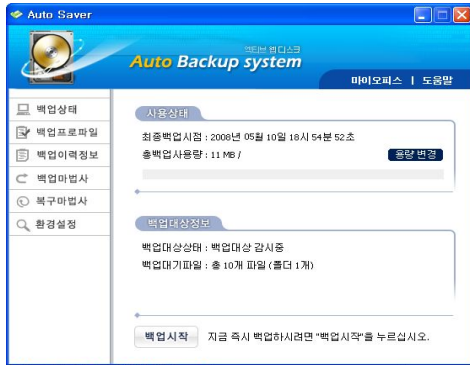 Auto Saver
액티브 웹디스크
Auto Backup system
마이오피스 | 도움말
백업상태
백업프로파일
백업이력정보
백업마법사
복구마법사
환경설정
사용상태
최종백업시점 : 2008년 05월 10일 18시 54분 52초
총백업사용량 : 11 MB /
용량 변경
백업대상정보
백업대상상태 : 백업대상 감시중
백업대기파일 : 총 10개 파일 (폴더 1개)
백업시작
지금 즉시 백업하시려면 "백업시작"을 누르십시오.